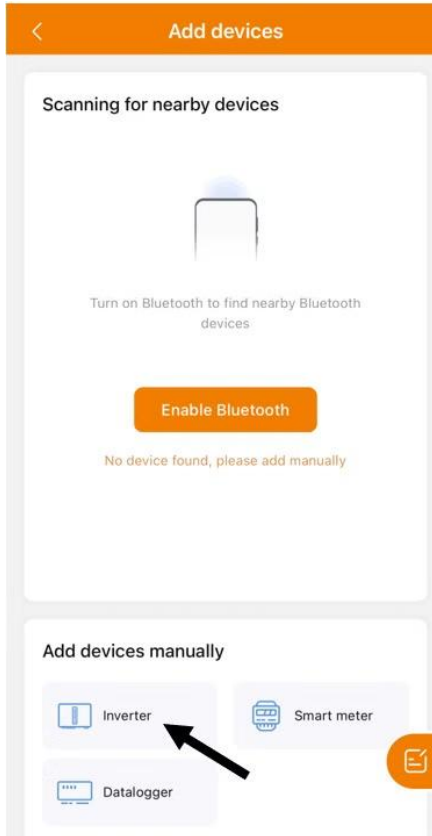 Add devices
Scanning for nearby devices
Turn on Bluetooth to find nearby Bluetooth
devices
Enable Bluetooth
No device found, please add manually
Add devices manually
Inverter
Smart meter
Datalogger